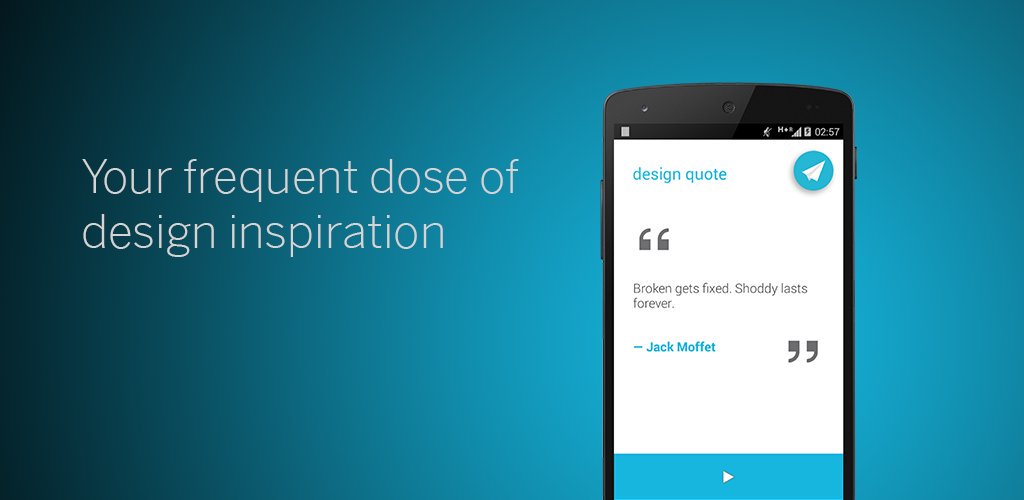 Your frequent dose of
design inspiration
H+R 02:57
design quote
“
Broken gets fixed. Shoddy lasts
forever.
— Jack Moffet
”